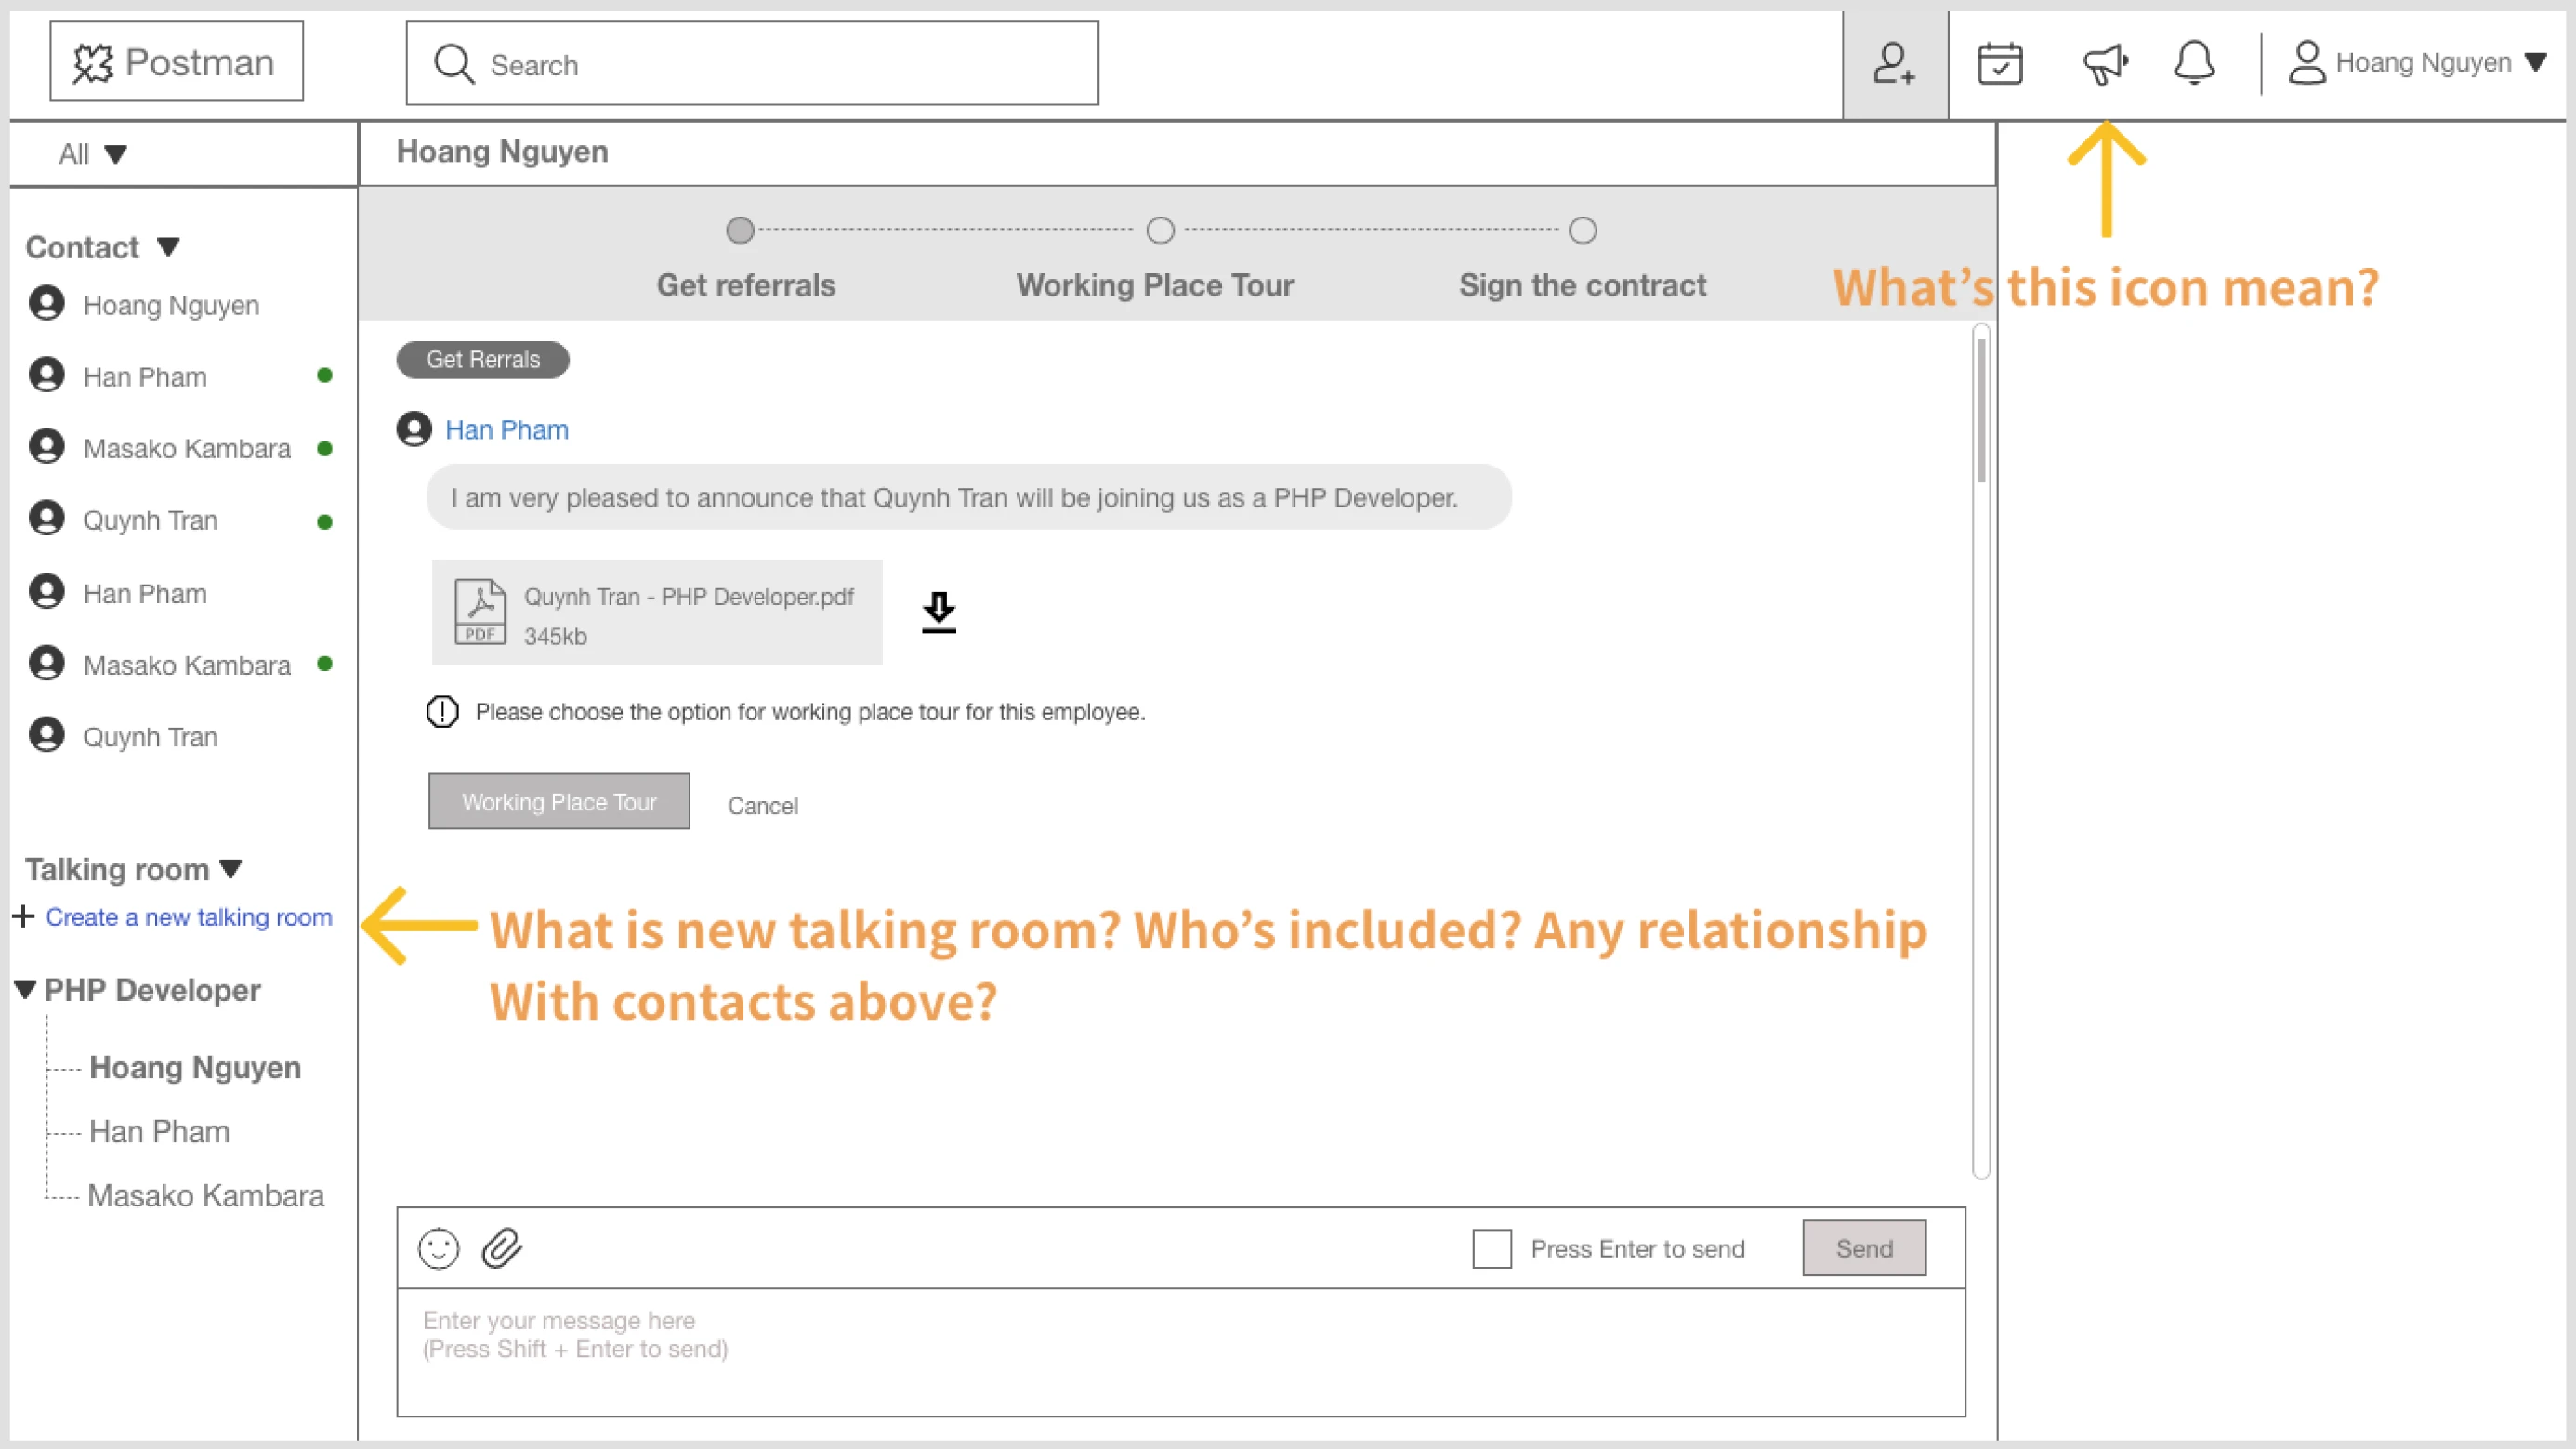 Postman
Search
Hoang Nguyen
All
Hoang Nguyen
Contact
Hoang Nguyen
Han Pham
Masako Kambara
Quynh Tran
Han Pham
Masako Kambara
Quynh Tran
Talking room
+ Create a new talking room
PHP Developer
Hoang Nguyen
Han Pham
Masako Kambara
Get referrals
Working Place Tour
Sign the contract
What's this icon mean?
Get Rerrals
Han Pham
I am very pleased to announce that Quynh Tran will be joining us as a PHP Developer.
PDF
Quynh Tran - PHP Developer.pdf
345kb
Please choose the option for working place tour for this employee.
Working Place Tour
Cancel
What is new talking room? Who's included? Any relationship
With contacts above?
Press Enter to send
Send
Enter your message here
(Press Shift + Enter to send)